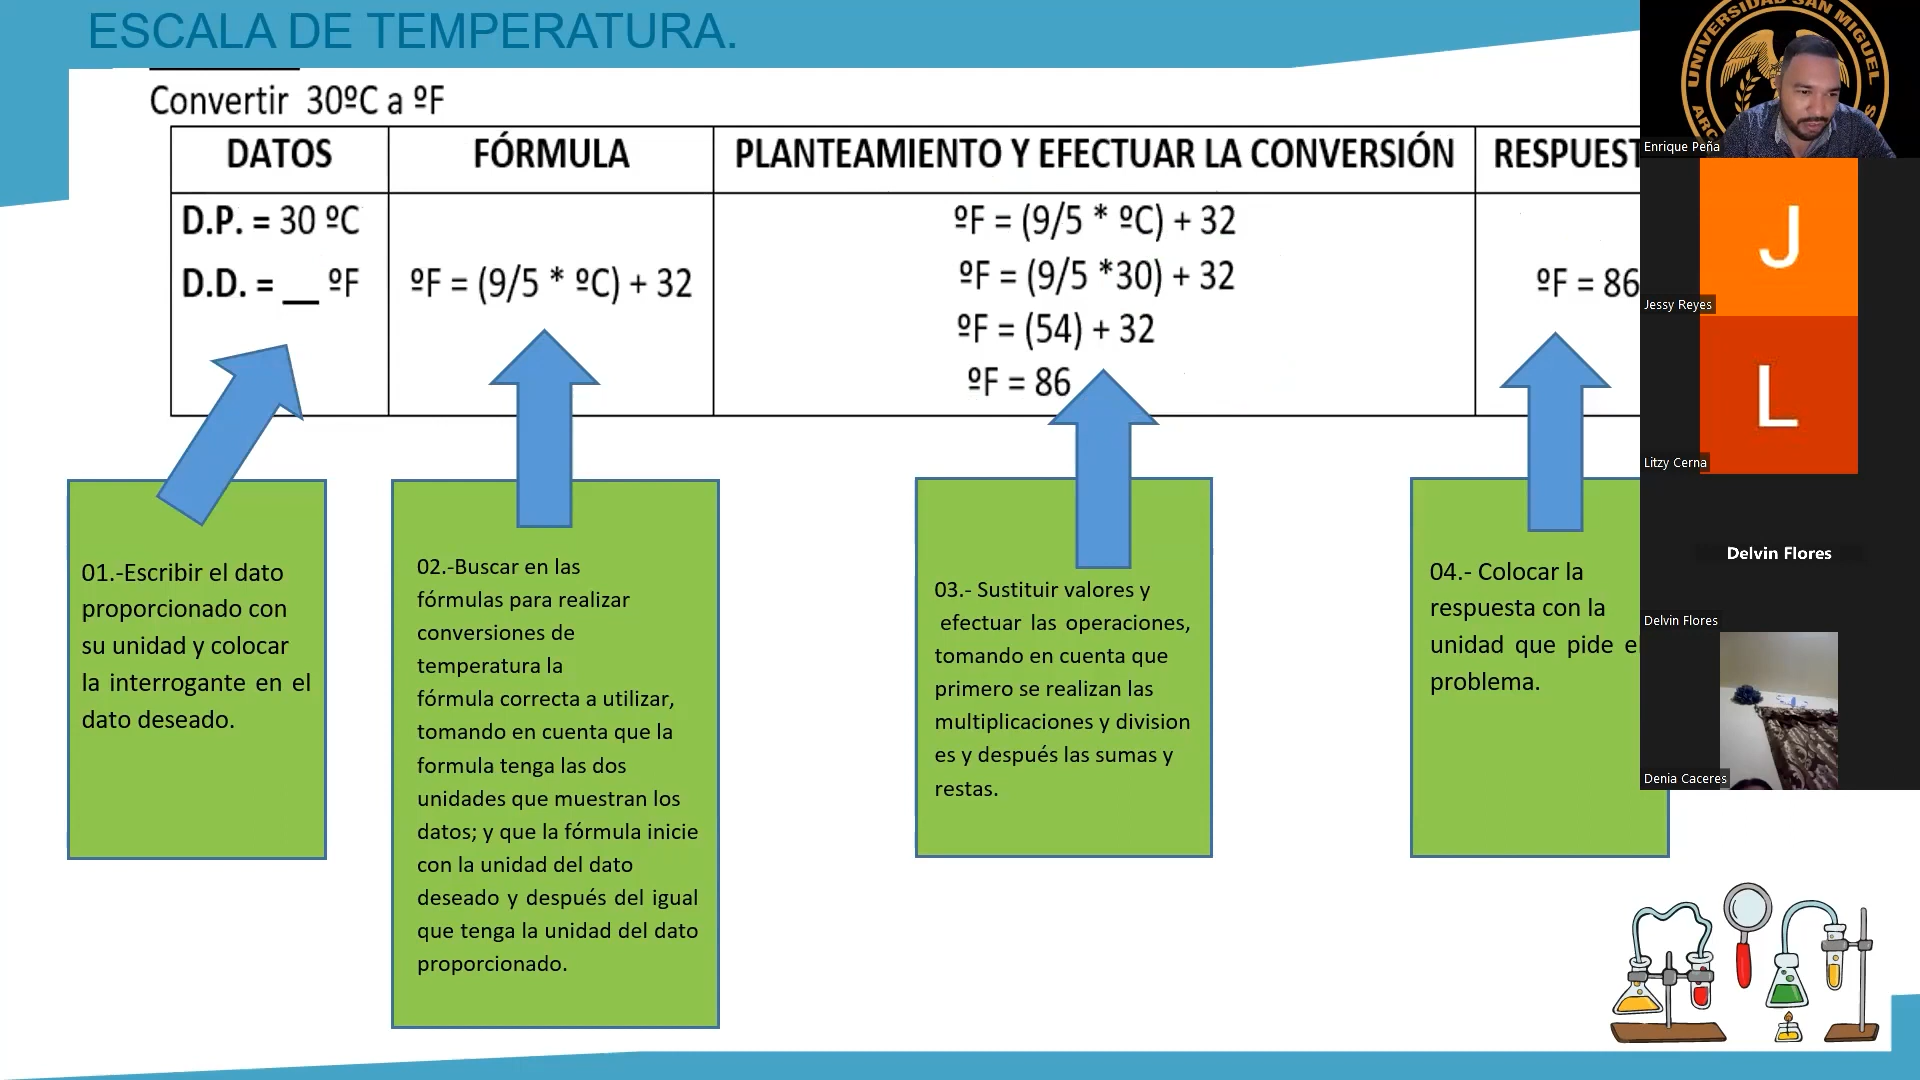 ESCALA DE TEMPERATURA.
Convertir 30ºC a ºF
DATOS
FÓRMULA
PLANTEAMIENTO Y EFECTUAR LA CONVERSIÓN
RESPUEST
D.P. = 30 ºC
D.D. = __ ºF
ºF = (9/5 * ºC) + 32
ºF = (9/5 * ºC) + 32
ºF = (9/5 *30) + 32
ºF = (54) + 32
ºF = 86
ºF = 86
01.-Escribir el dato
proporcionado con
su unidad y colocar
la interrogante en el
dato deseado.
02.-Buscar en las
fórmulas para realizar
conversiones de
temperatura la
fórmula correcta a utilizar,
tomando en cuenta que la
formula tenga las dos
unidades que muestran los
datos; y que la fórmula inicie
con la unidad del dato
deseado y después del igual
que tenga la unidad del dato
proporcionado.
03.- Sustituir valores y
efectuar las operaciones,
tomando en cuenta que
primero se realizan las
multiplicaciones y division
es y después las sumas y
restas.
04.- Colocar la
respuesta con la
unidad que pide el
problema.
UNIVERSIDAD SAN MIGUEL
Enrique Peña
J
Jessy Reyes
L
Litzy Cerna
Delvin Flores
Delvin Flores
Denia Caceres